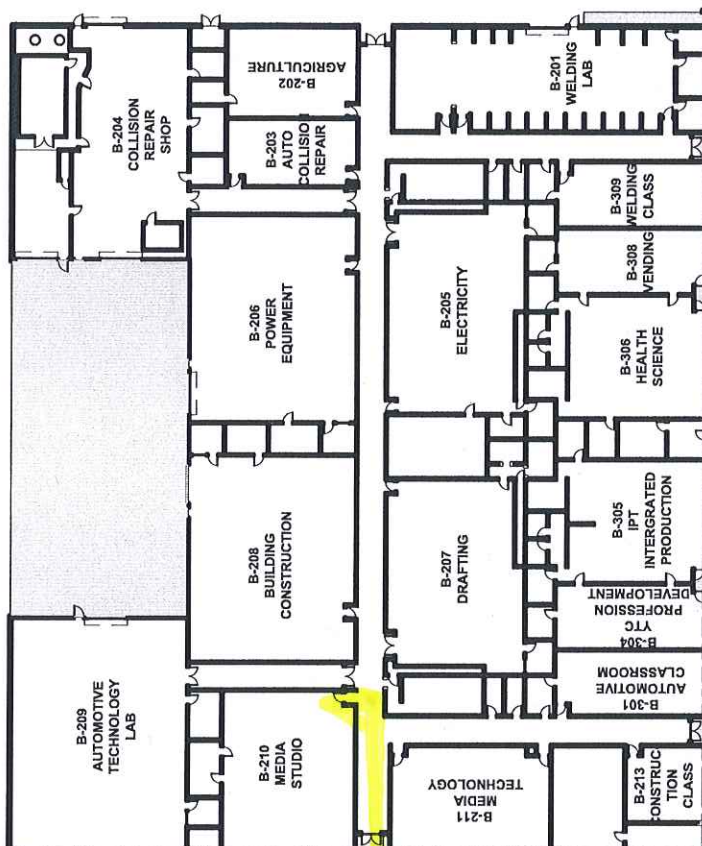 B-201
WELDING
LAB
B-202
AGRICULTURE
B-203
AUTO
COLLISIO
REPAIR
B-204
COLLISION
REPAIR
SHOP
B-309
WELDING
CLASS
B-308
VENDING
B-206
POWER
EQUIPMENT
B-205
ELECTRICITY
B-306
HEALTH
SCIENCE
B-208
BUILDING
CONSTRUCTION
B-207
DRAFTING
B-305
IPT
INTERGRATED
PRODUCTION
B-304
YTC
PROFESSION
DEVELOPMENT
B-301
AUTOMOTIVE
CLASSROOM
B-209
AUTOMOTIVE
TECHNOLOGY
LAB
B-210
MEDIA
STUDIO
B-211
MEDIA
TECHNOLOGY
B-213
CONSTRUC
TION
CLASS